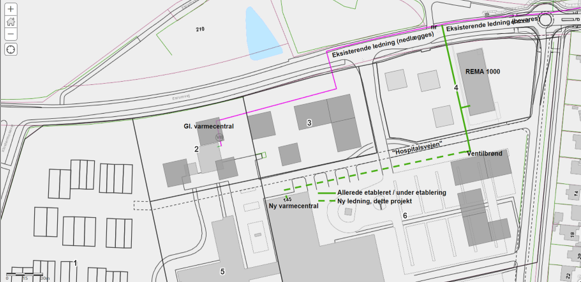 219
Eksisterende ledning (nedlægges)
Eksisterende ledning (bevares)
REMA 1000
4
Gl. varmecentral
3
2
"Hospitalsvejen"
Ventilbrønd
Allerede etableret / under etablering
Ny ledning, dette projekt
Ny varmecentral
6
1
5